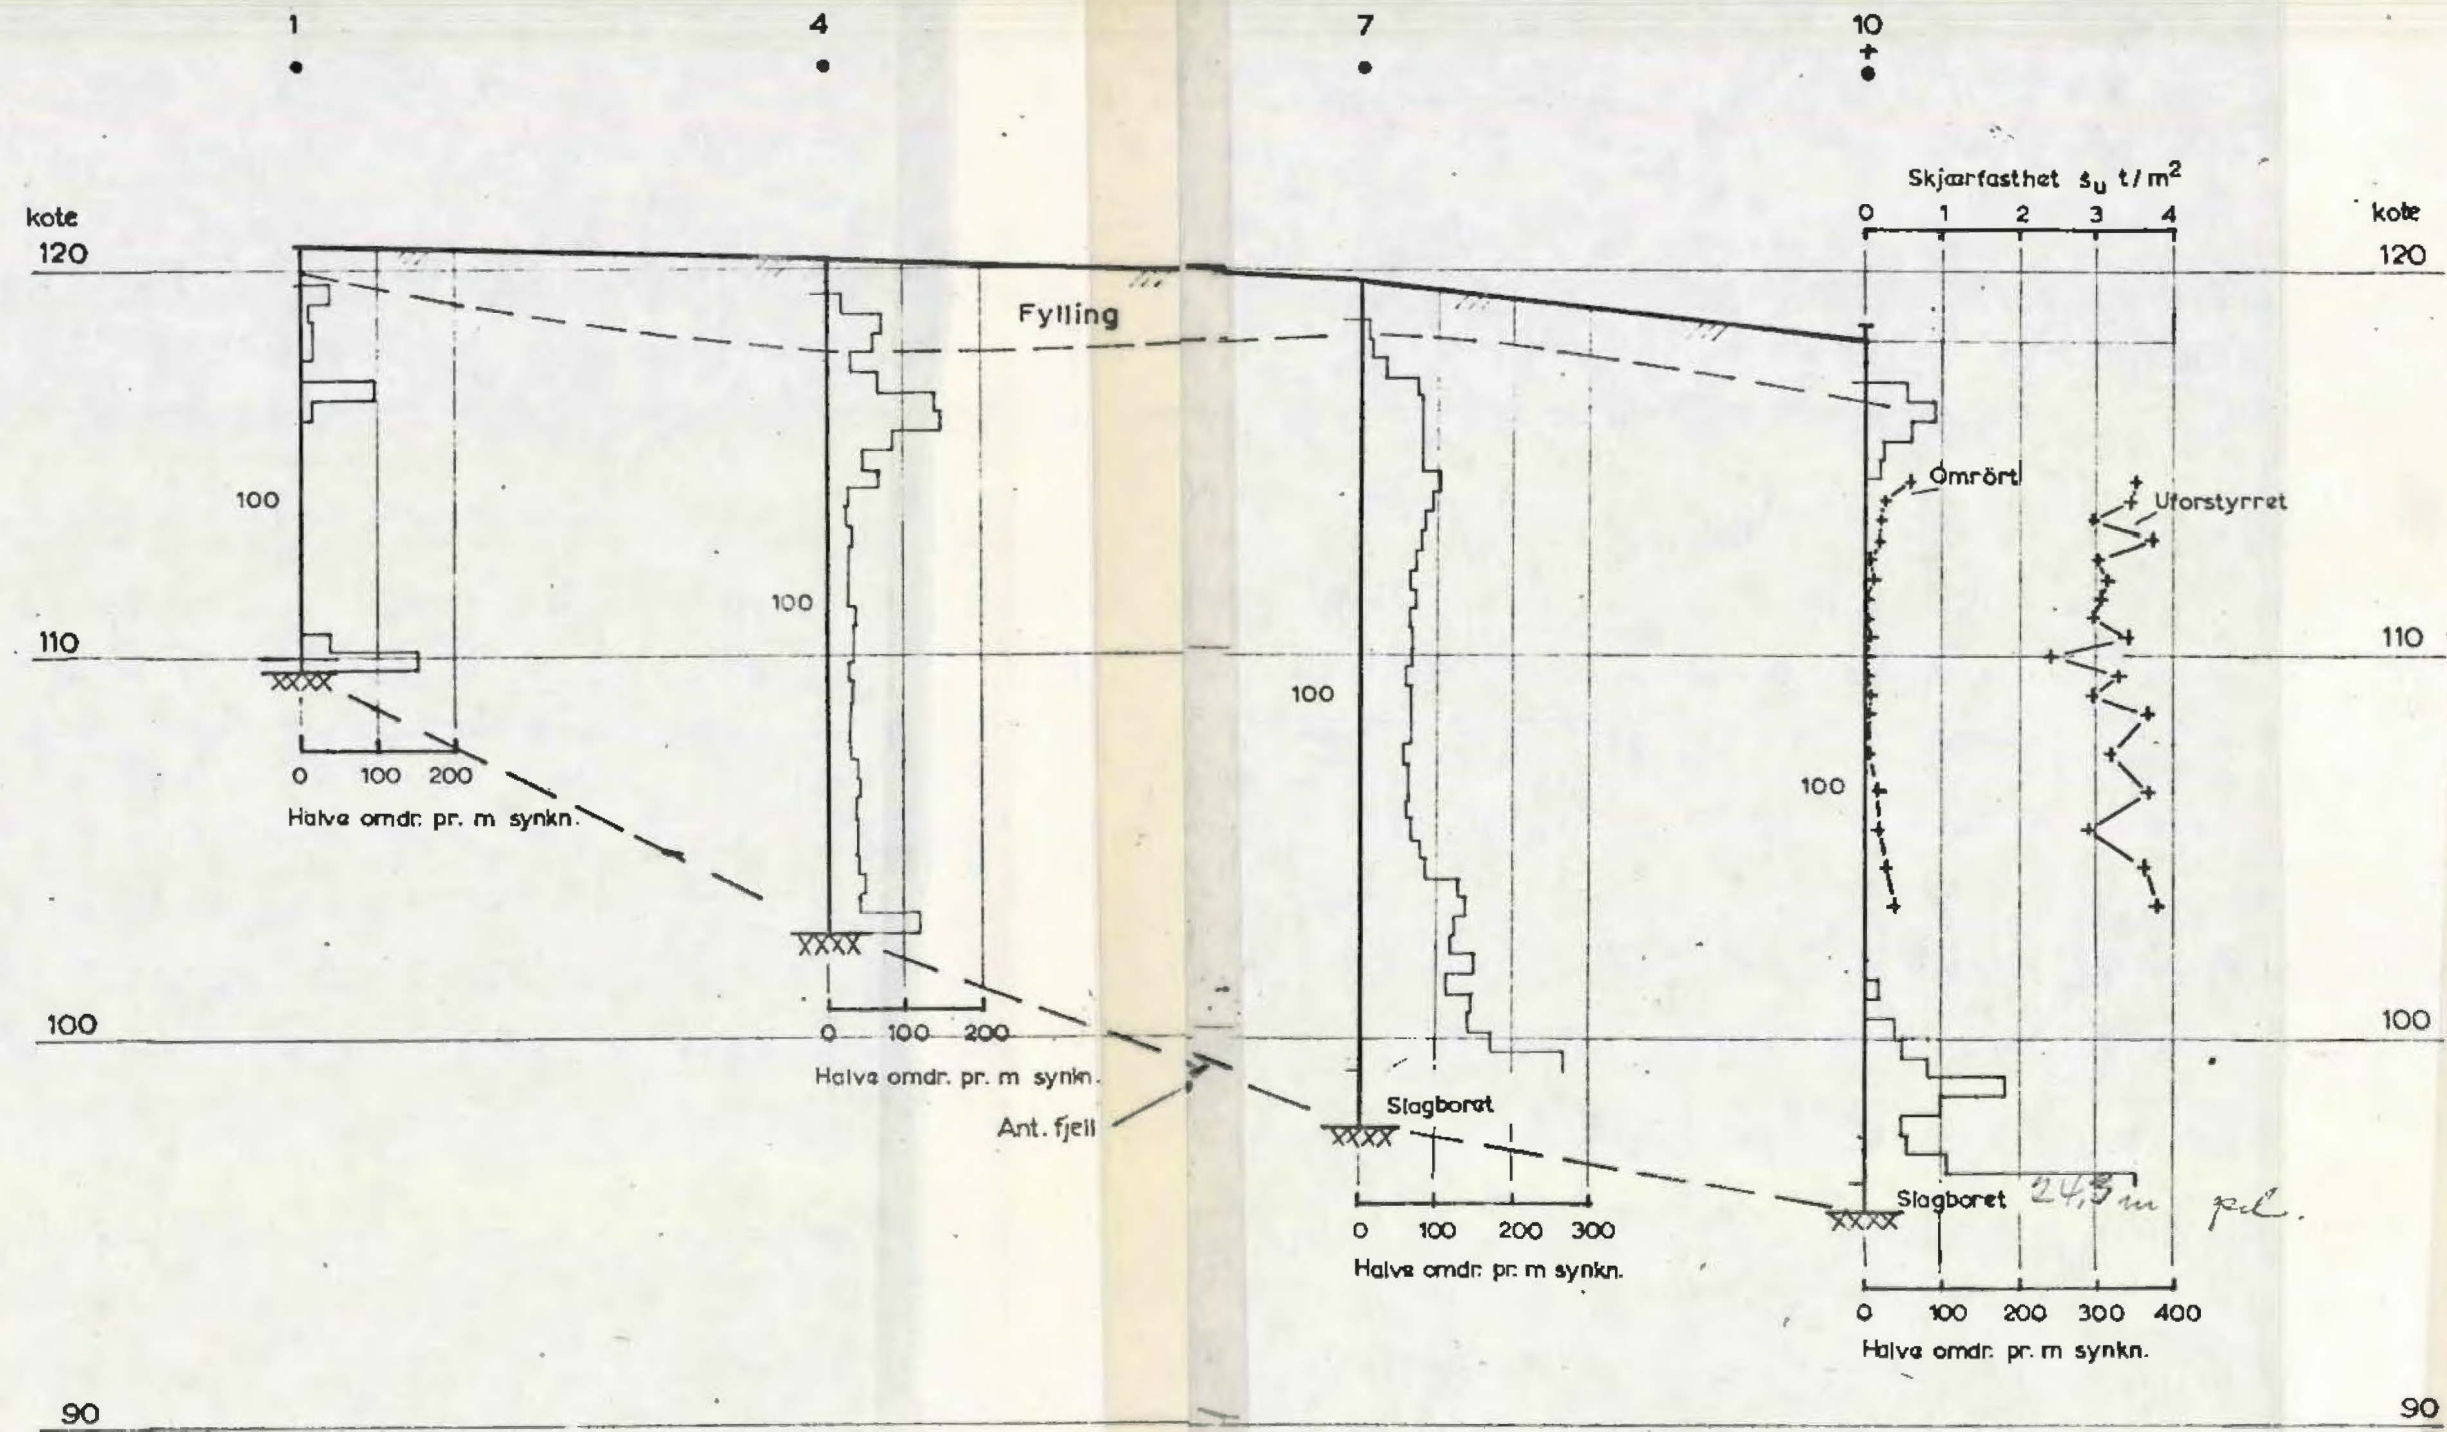 1 4 7 10
Skjærfasthet su t/m2
0 1 2 3 4
kote kote
120 120
Fylling
Omrört
Uforstyrret
100
100
110 110
100
100
0 100 200
Halve omdr. pr. m synkn.
100 100
0 100 200
Halve omdr. pr. m synkn.
Ant. fjell
Slagboret
Slagboret 24,3 m
0 100 200 300
Halve omdr. pr. m synkn.
0 100 200 300 400
Halve omdr. pr. m synkn.
90 90